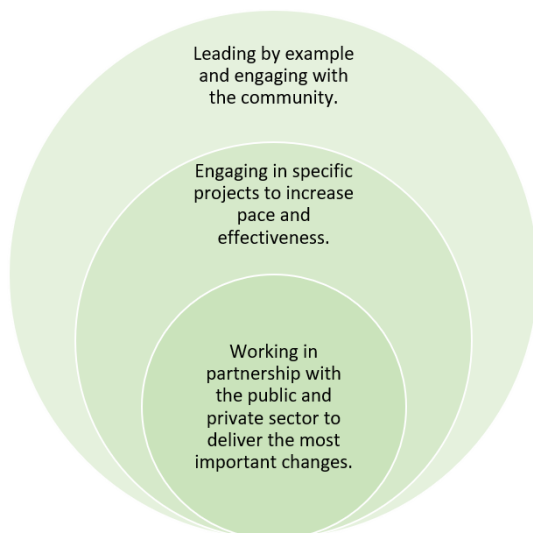 Leading by example
and engaging with
the community.
Engaging in specific
projects to increase
pace and
effectiveness.
Working in
partnership with
the public and
private sector to
deliver the most
important changes.